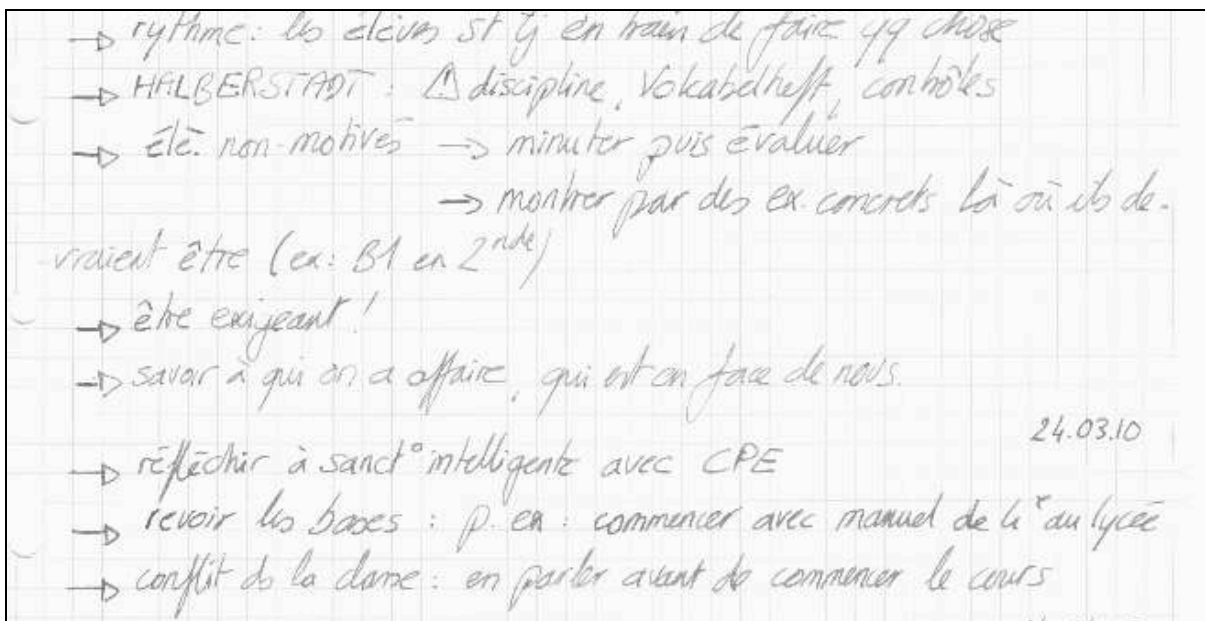 → rythme: les élèves st tj en train de faire qq chose
→ HALBERSTADT: ⚠ discipline, Vokabelheft, contrôles
→ élè. non-motivés → minuter puis évaluer
→ montrer par des ex. concrets là où ils de-
vraient être (ex: B1 en 2nde)
→ être exigeant!
→ savoir à qui on a affaire, qui est en face de nous.
24.03.10
→ réfléchir à sanct° intelligente avec CPE
→ revoir les bases: p. ex: commencer avec manuel de 4e au lycée
→ conflit ds la classe: en parler avant de commencer le cours